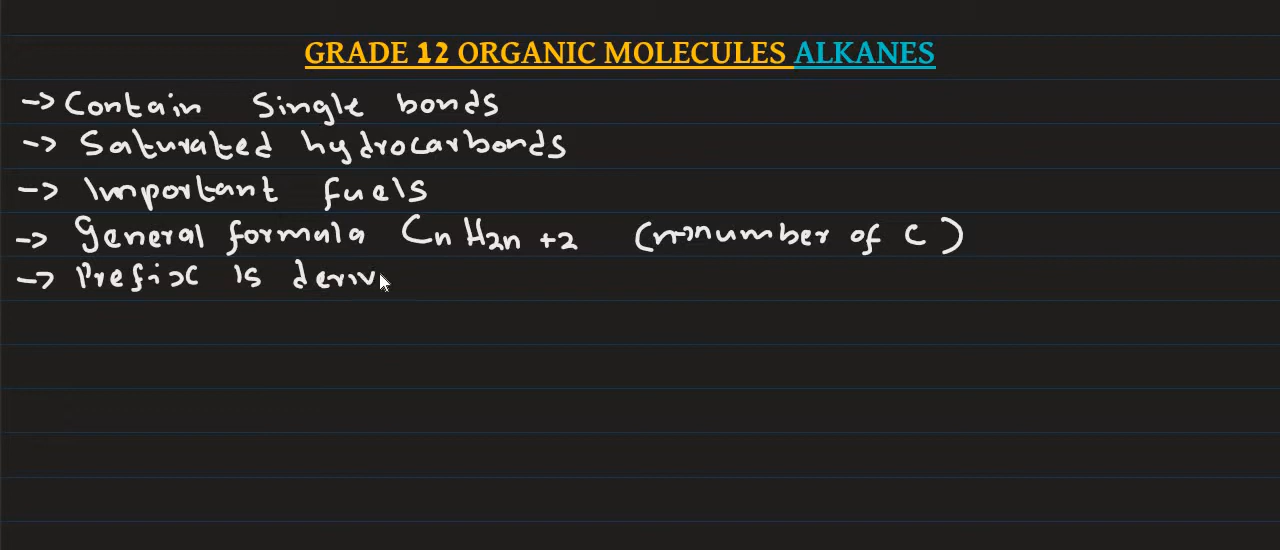 GRADE 12 ORGANIC MOLECULES ALKANES
-> Contain Single bonds
-> Saturated hydrocarbonds
-> Important fuels
-> General formula CnH2n+2 (n=number of C)
-> Prefix is deriv